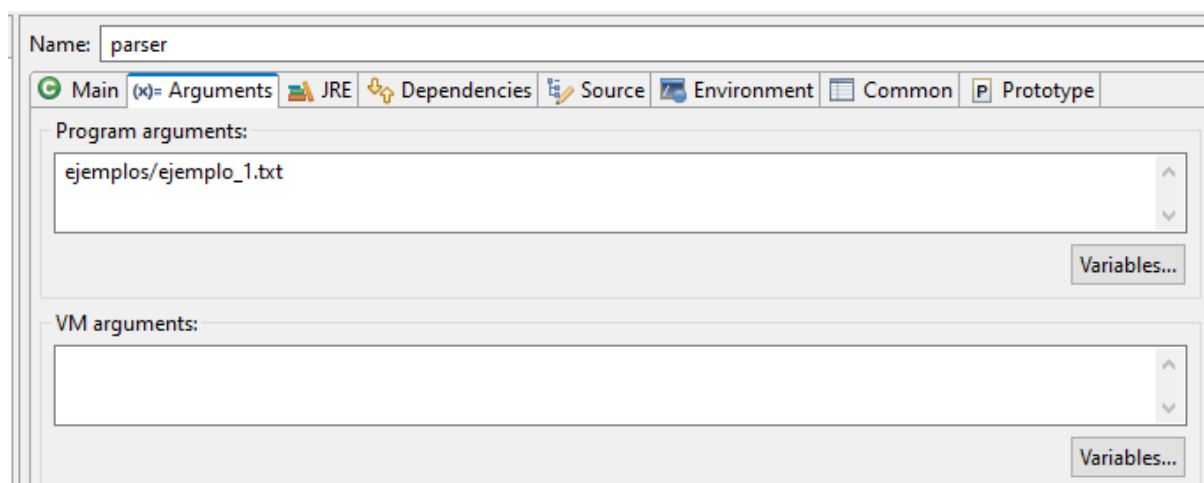 Name: parser
Main (x)= Arguments JRE Dependencies Source Environment Common P Prototype
Program arguments:
ejemplos/ejemplo_1.txt
Variables...
VM arguments:
Variables...